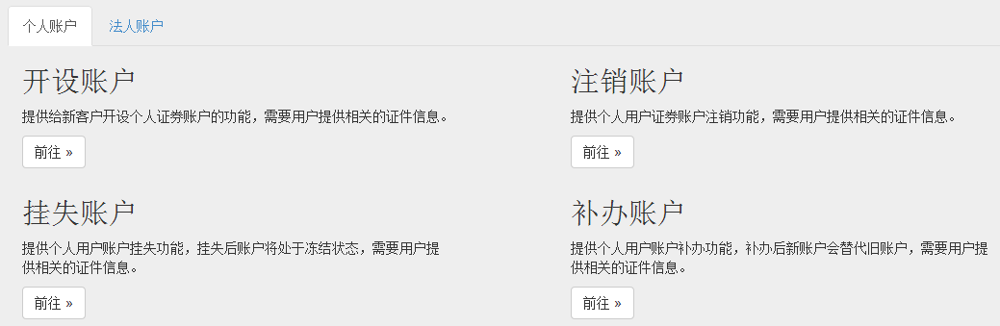 个人账户 法人账户
开设账户
提供给新客户开设个人证券账户的功能，需要用户提供相关的证件信息。
前往 »
注销账户
提供个人用户证券账户注销功能，需要用户提供相关的证件信息。
前往 »
挂失账户
提供个人用户账户挂失功能，挂失后账户将处于冻结状态，需要用户提
供相关的证件信息。
前往 »
补办账户
提供个人用户账户补办功能，补办后新账户会替代旧账户，需要用户提
供相关的证件信息。
前往 »